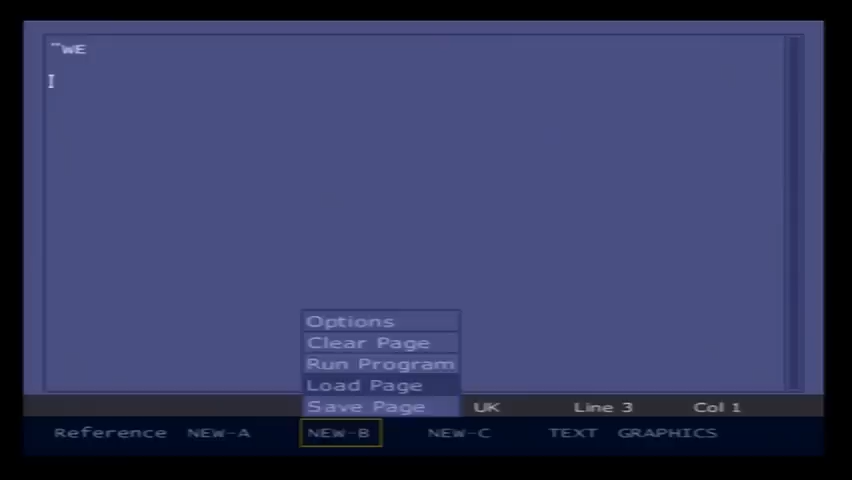 "WE
Options
Clear Page
Run Program
Load Page
Save Page
UK Line 3 Col 1
Reference NEW-A NEW-B NEW-C TEXT GRAPHICS